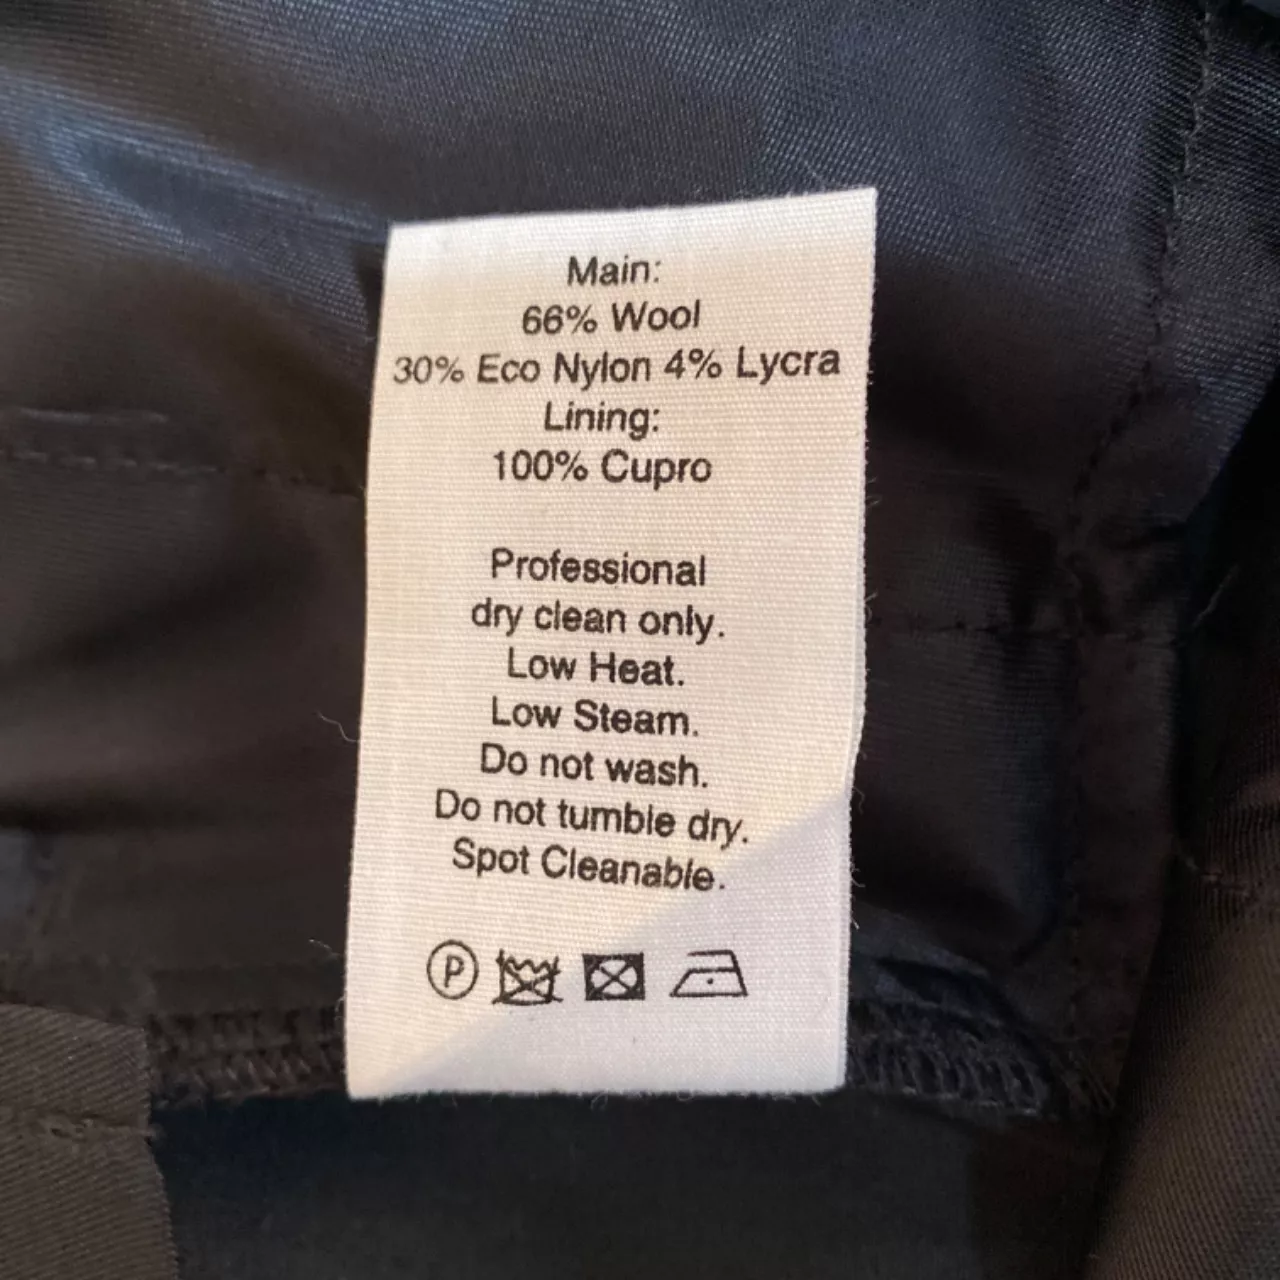 Main:
66% Wool
30% Eco Nylon 4% Lycra
Lining:
100% Cupro
Professional
dry clean only.
Low Heat.
Low Steam.
Do not wash.
Do not tumble dry.
Spot Cleanable.
P